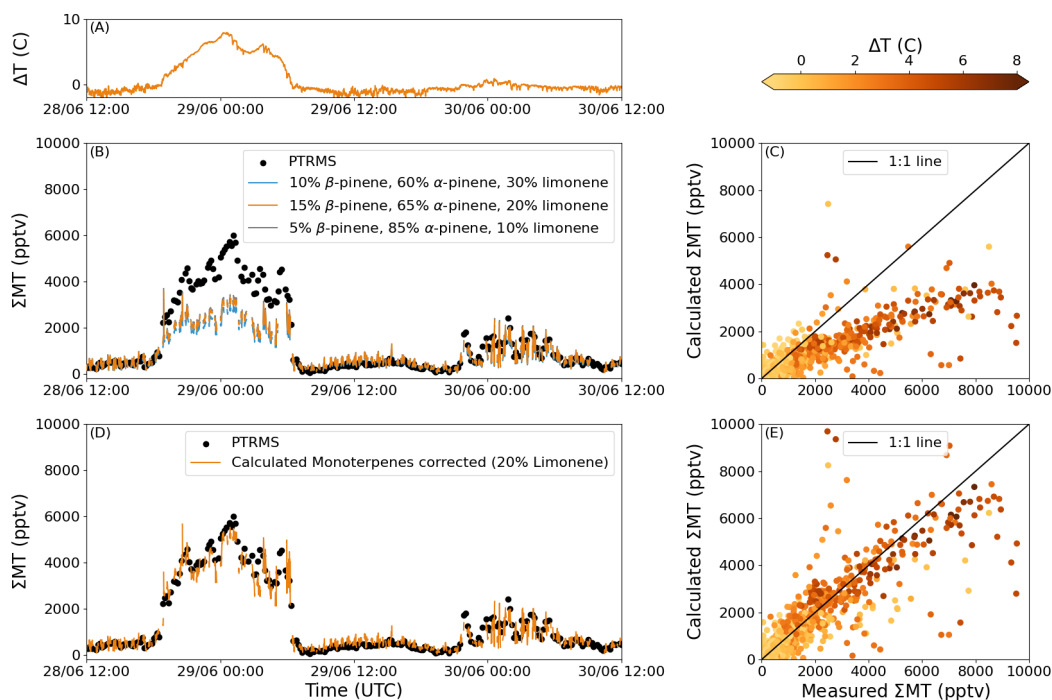 (A)
10
0
ΔT (C)
28/06 12:00 29/06 00:00 29/06 12:00 30/06 00:00 30/06 12:00
ΔT (C)
0 2 4 6 8
(B)
10000
8000
6000
4000
2000
0
ΣMT (pptv)
PTRMS
10% β-pinene, 60% α-pinene, 30% limonene
15% β-pinene, 65% α-pinene, 20% limonene
5% β-pinene, 85% α-pinene, 10% limonene
28/06 12:00 29/06 00:00 29/06 12:00 30/06 00:00 30/06 12:00
(C)
1:1 line
10000
8000
6000
4000
2000
0
Calculated ΣMT (pptv)
0 2000 4000 6000 8000 10000
(D)
10000
8000
6000
4000
2000
0
ΣMT (pptv)
PTRMS
Calculated Monoterpenes corrected (20% Limonene)
28/06 12:00 29/06 00:00 29/06 12:00 30/06 00:00 30/06 12:00
Time (UTC)
(E)
1:1 line
10000
8000
6000
4000
2000
0
Calculated ΣMT (pptv)
0 2000 4000 6000 8000 10000
Measured ΣMT (pptv)